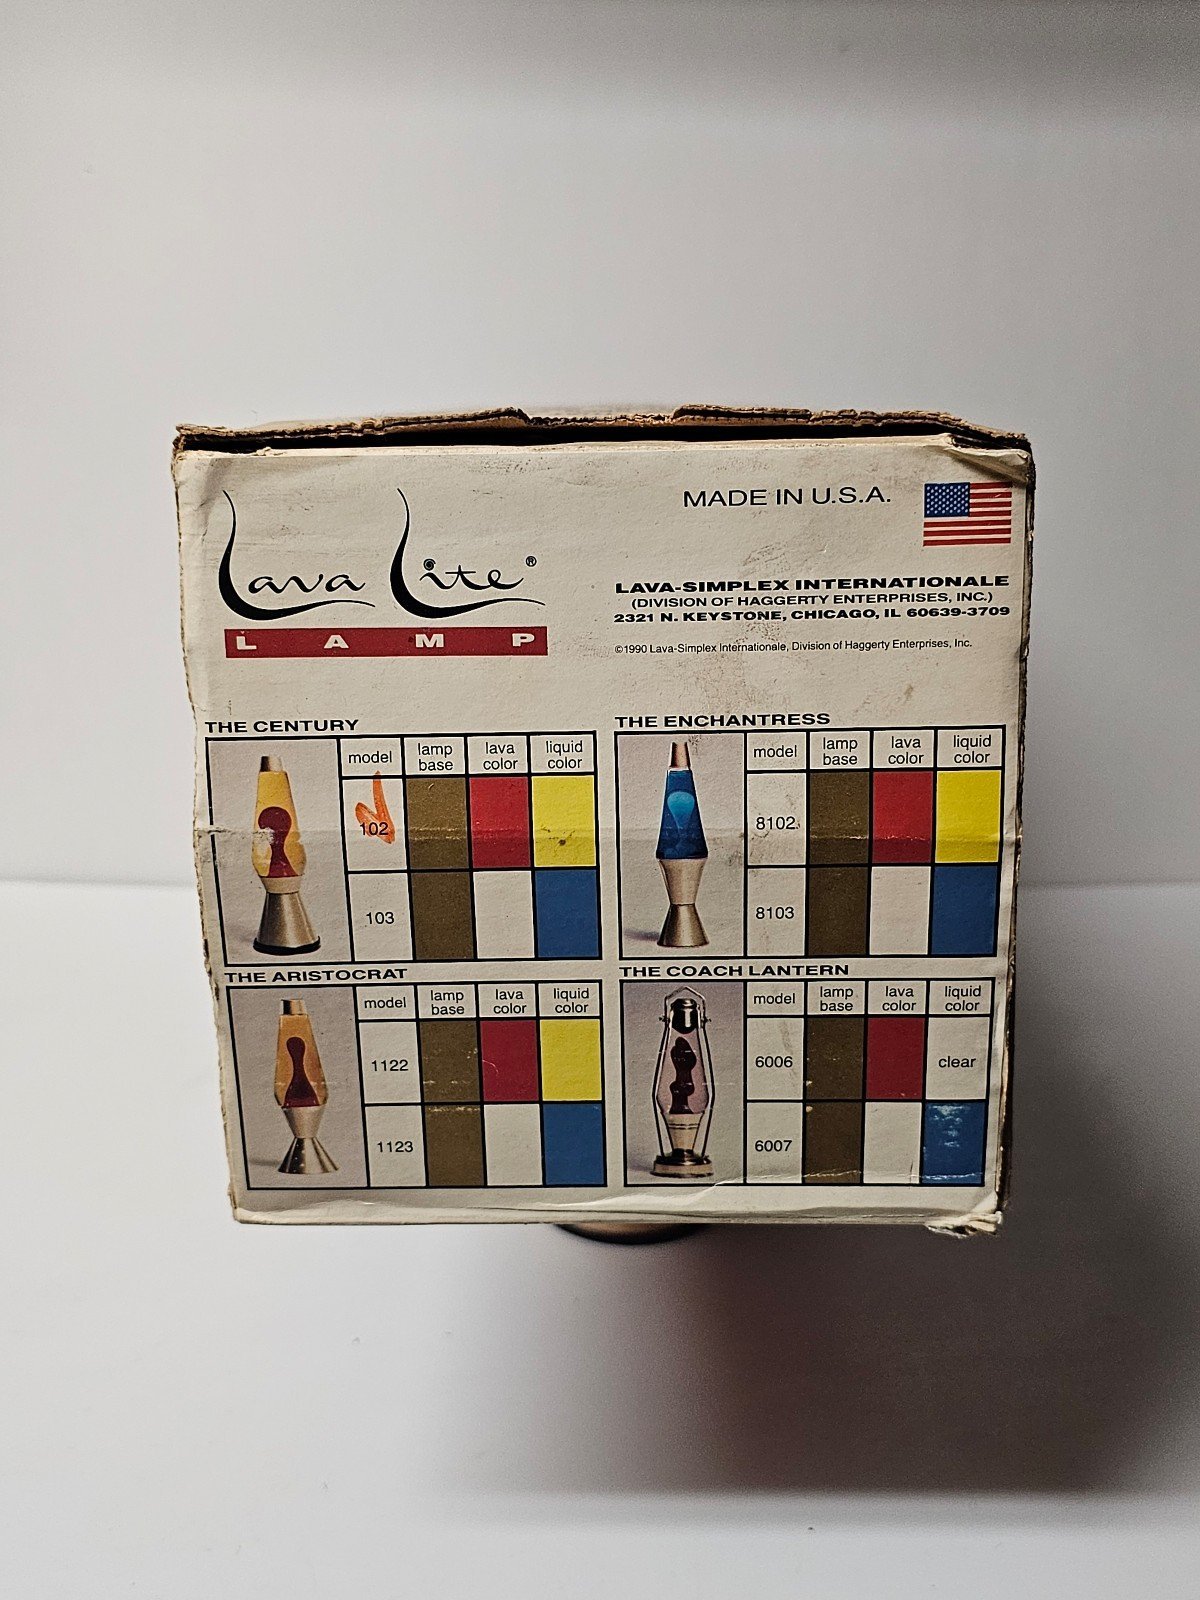 Lava Lite®
LAMP
MADE IN U.S.A.
LAVA-SIMPLEX INTERNATIONALE
(DIVISION OF HAGGERTY ENTERPRISES, INC.)
2321 N. KEYSTONE, CHICAGO, IL 60639-3709
©1990 Lava-Simplex Internationale, Division of Haggerty Enterprises, Inc.
THE CENTURY
model lamp base lava color liquid color
102
103
THE ENCHANTRESS
model lamp base lava color liquid color
8102
8103
THE ARISTOCRAT
model lamp base lava color liquid color
1122
1123
THE COACH LANTERN
model lamp base lava color liquid color
6006 clear
6007